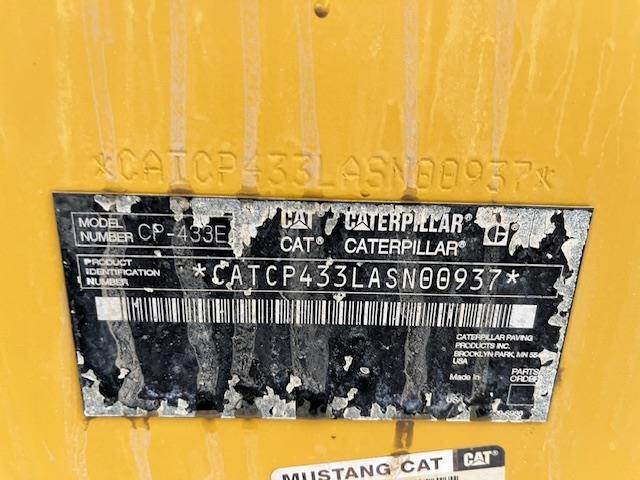 *CATCP433LASN00937*
MODEL NUMBER CP-433E
CAT CATERPILLAR
CAT® CATERPILLAR®
PRODUCT IDENTIFICATION NUMBER *CATCP433LASN00937*
CATERPILLAR PAVING
PRODUCTS INC.
BROOKLYN PARK, MN
USA
Made in
PARTS
MUSTANG CAT CAT